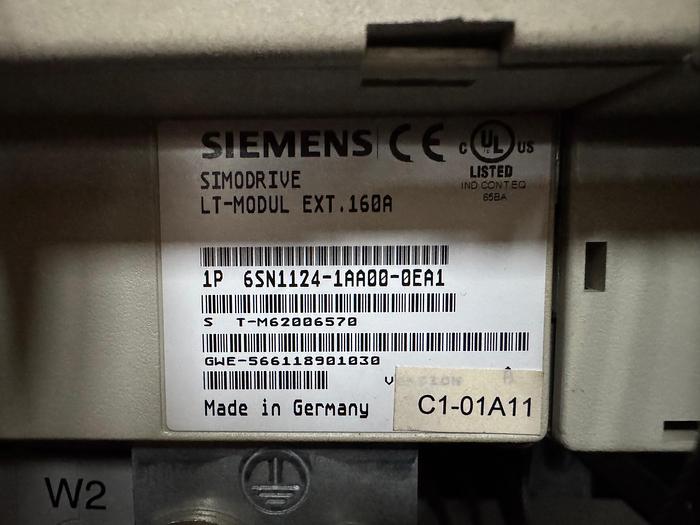 SIEMENS CE C UL US
LISTED
SIMODRIVE
IND CONT.EQ
LT-MODUL EXT.160A
65BA
1P 6SN1124-1AA00-0EA1
S T-M62006570
GWE-566118901030
VERSION
Made in Germany
C1-01A11
W2